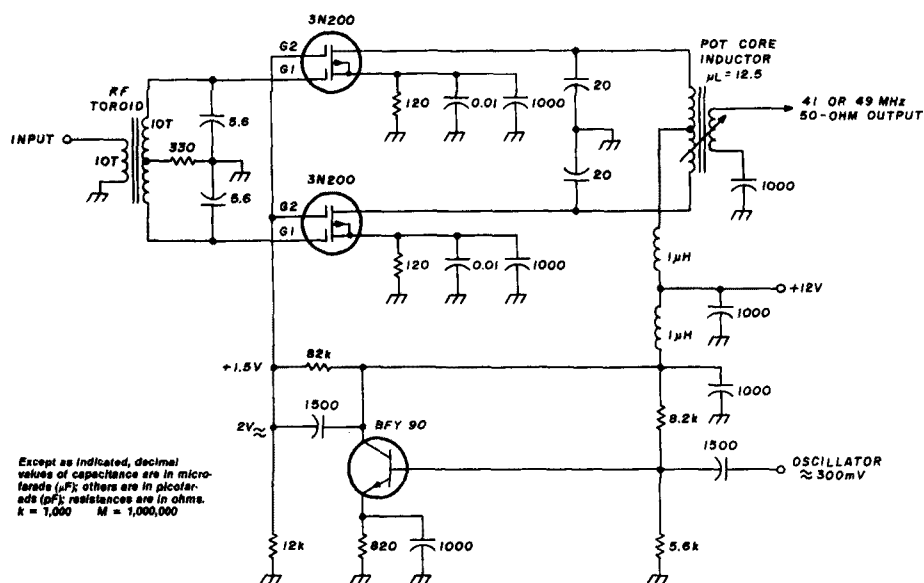 3N200
G2
G1
RF
TOROID
10T
10T
INPUT
330
5.6
5.6
120
0.01
1000
20
20
POT CORE
INDUCTOR
µL = 12.5
41 OR 49 MHz
50-OHM OUTPUT
1000
3N200
G2
G1
120
0.01
1000
1µH
+12V
1000
1µH
+1.5V
82k
1000
1500
2V≈
BFY 90
8.2k
1500
OSCILLATOR
≈ 300mV
Except as indicated, decimal
values of capacitance are in micro-
farads (µF); others are in picofar-
ads (pF); resistances are in ohms.
k = 1,000 M = 1,000,000
12k
820
1000
5.6k